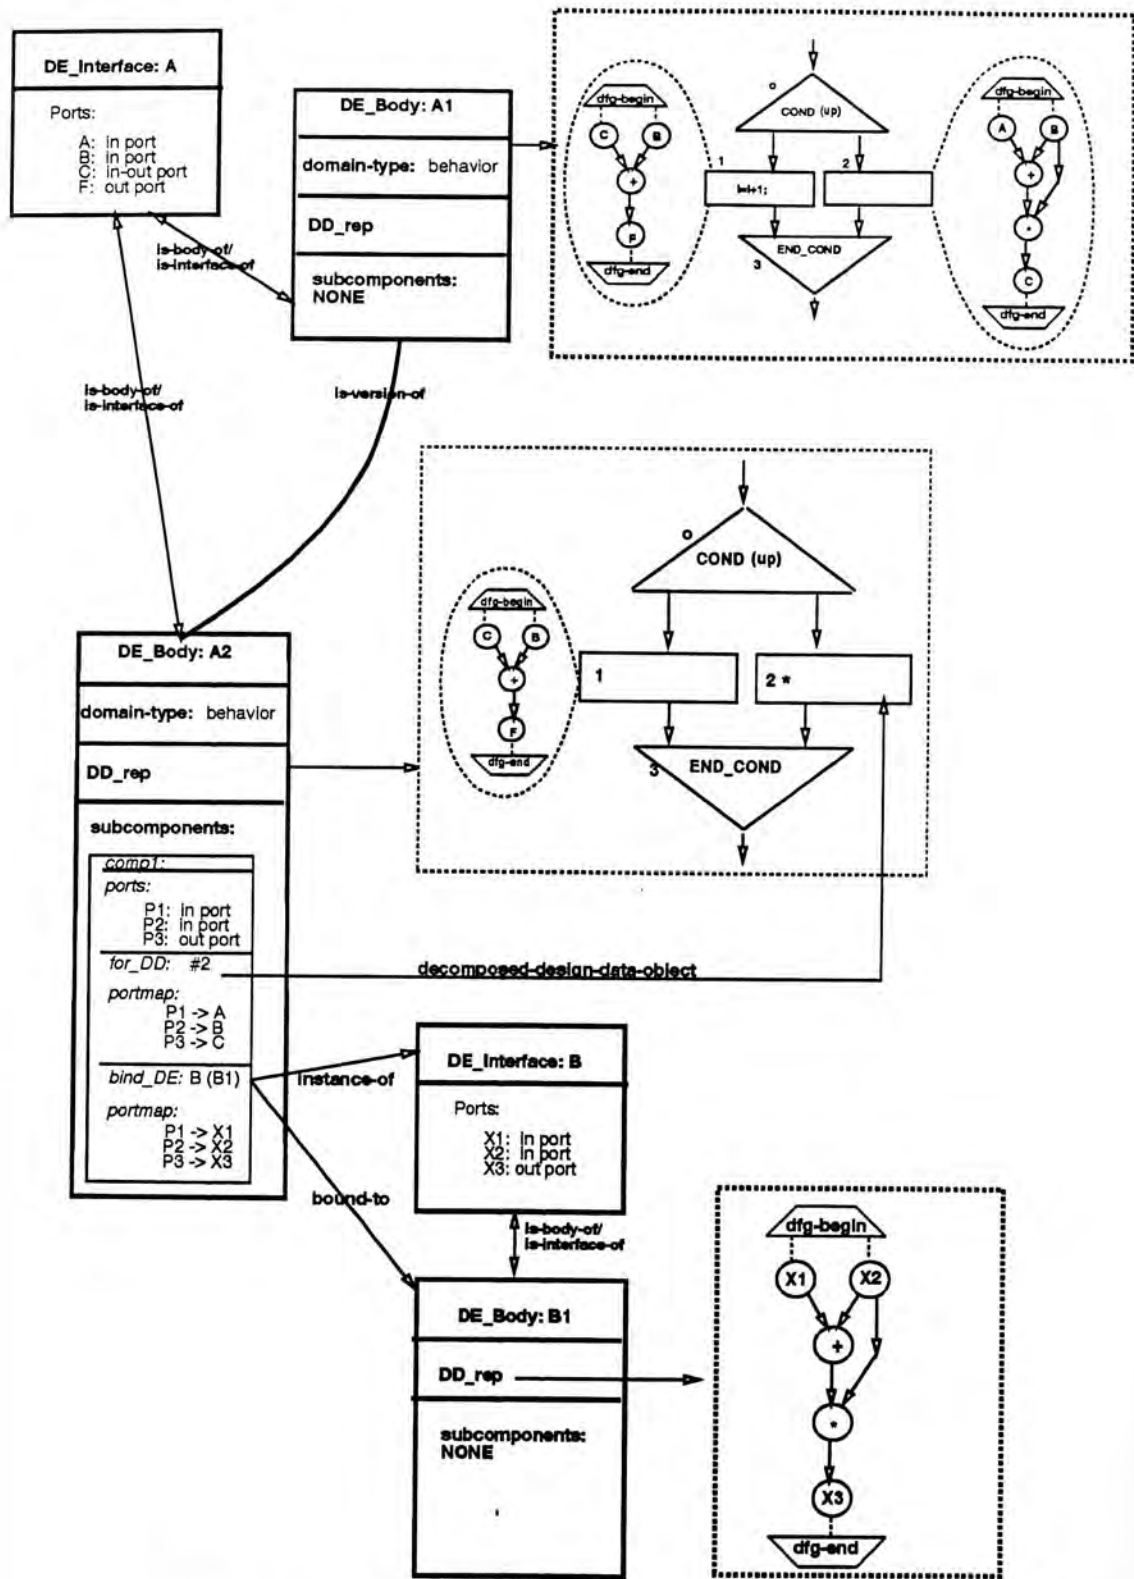 DE_Interface: A
Ports:
A: in port
B: in port
C: in-out port
F: out port
is-body-of/
is-interface-of
DE_Body: A1
domain-type: behavior
DD_rep
subcomponents:
NONE
dfg-begin
C
B
+
F
dfg-end
o
COND (up)
1
2
I=I+1;
END_COND
3
dfg-begin
A
B
+
C
dfg-end
is-body-of/
is-interface-of
is-version-of
DE_Body: A2
domain-type: behavior
DD_rep
subcomponents:
comp1:
ports:
P1: in port
P2: in port
P3: out port
for_DD: #2
portmap:
P1 -> A
P2 -> B
P3 -> C
bind_DE: B (B1)
portmap:
P1 -> X1
P2 -> X2
P3 -> X3
dfg-begin
C
B
+
F
dfg-end
o
COND (up)
1
2 *
3
END_COND
decomposed-design-data-object
instance-of
bound-to
DE_Interface: B
Ports:
X1: in port
X2: in port
X3: out port
is-body-of/
is-interface-of
DE_Body: B1
DD_rep
subcomponents:
NONE
dfg-begin
X1
X2
+
*
X3
dfg-end